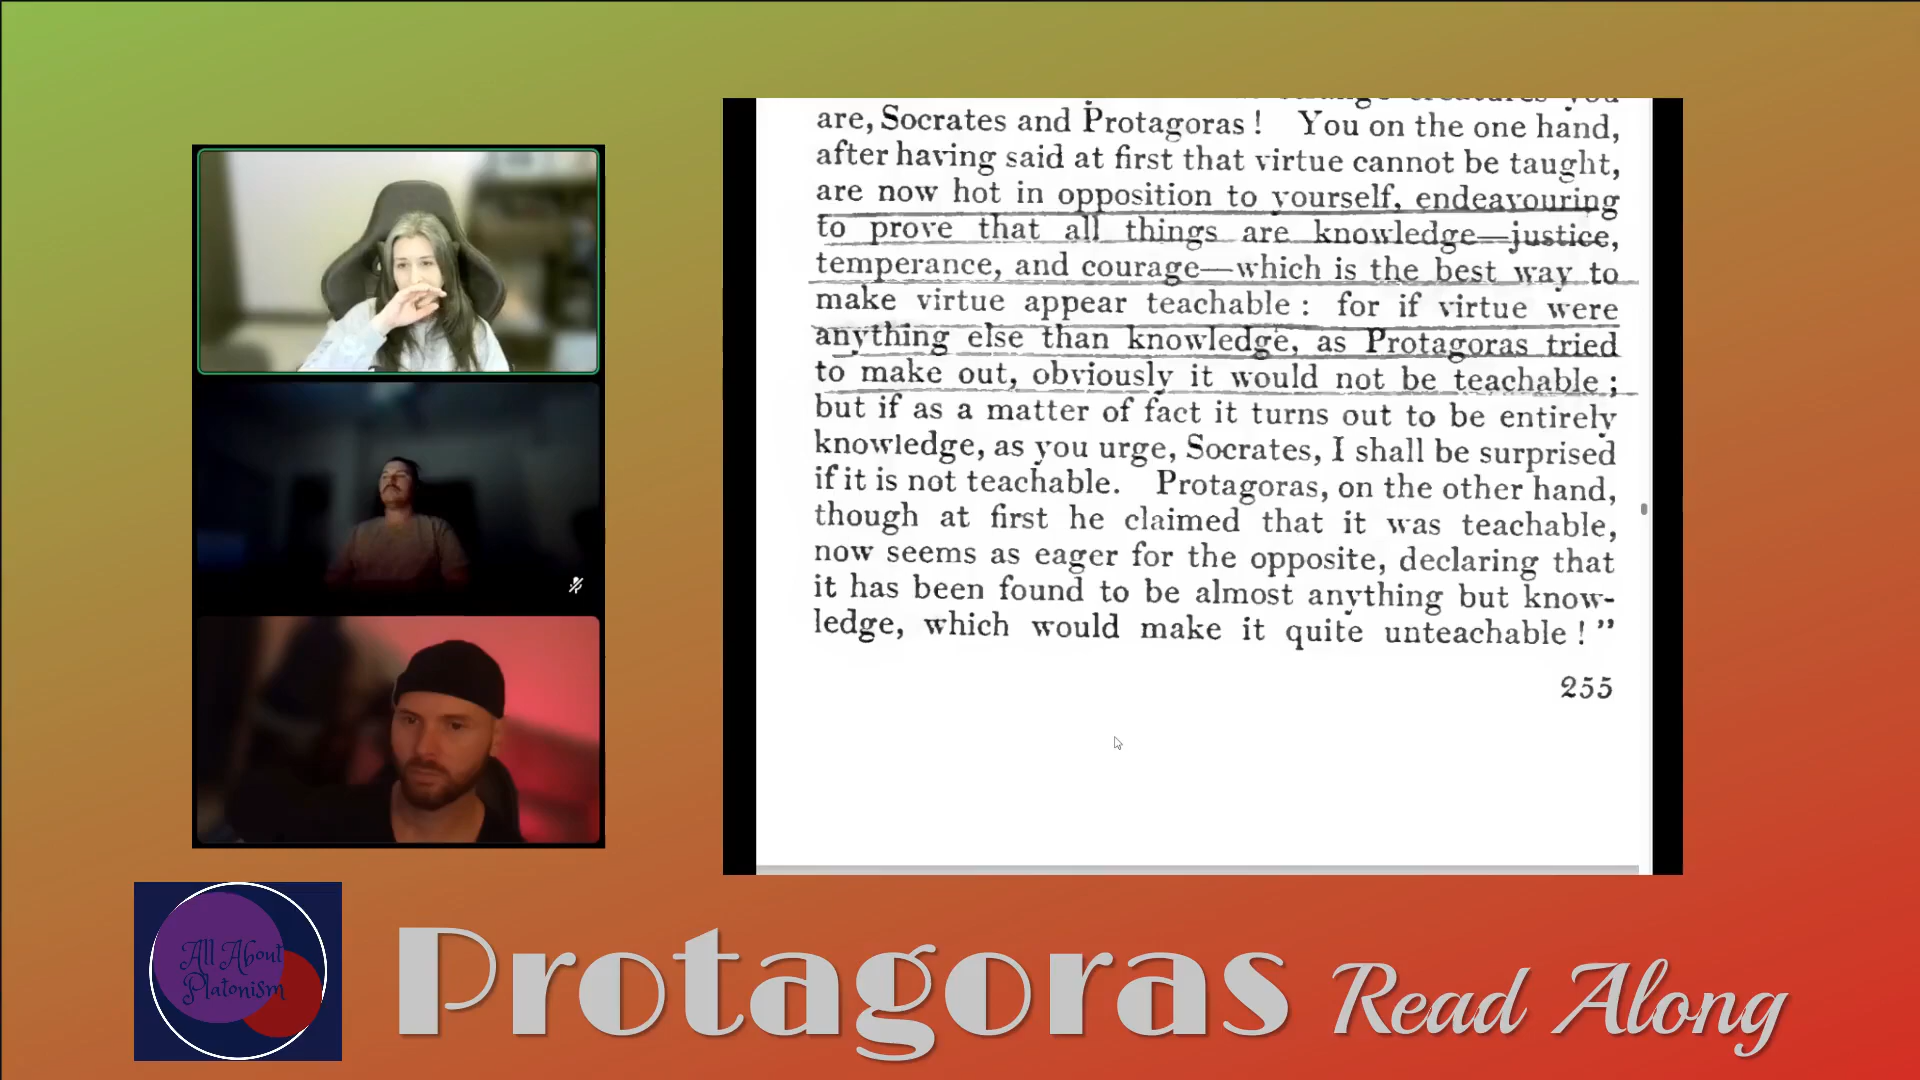 strange creatures you
are, Socrates and Protagoras ! You on the one hand,
after having said at first that virtue cannot be taught,
are now hot in opposition to yourself, endeavouring
to prove that all things are knowledge—justice,
temperance, and courage—which is the best way to
make virtue appear teachable : for if virtue were
anything else than knowledge, as Protagoras tried
to make out, obviously it would not be teachable ;
but if as a matter of fact it turns out to be entirely
knowledge, as you urge, Socrates, I shall be surprised
if it is not teachable. Protagoras, on the other hand,
though at first he claimed that it was teachable,
now seems as eager for the opposite, declaring that
it has been found to be almost anything but know-
ledge, which would make it quite unteachable ! ”
255
All About
Platonism
Protagoras Read Along